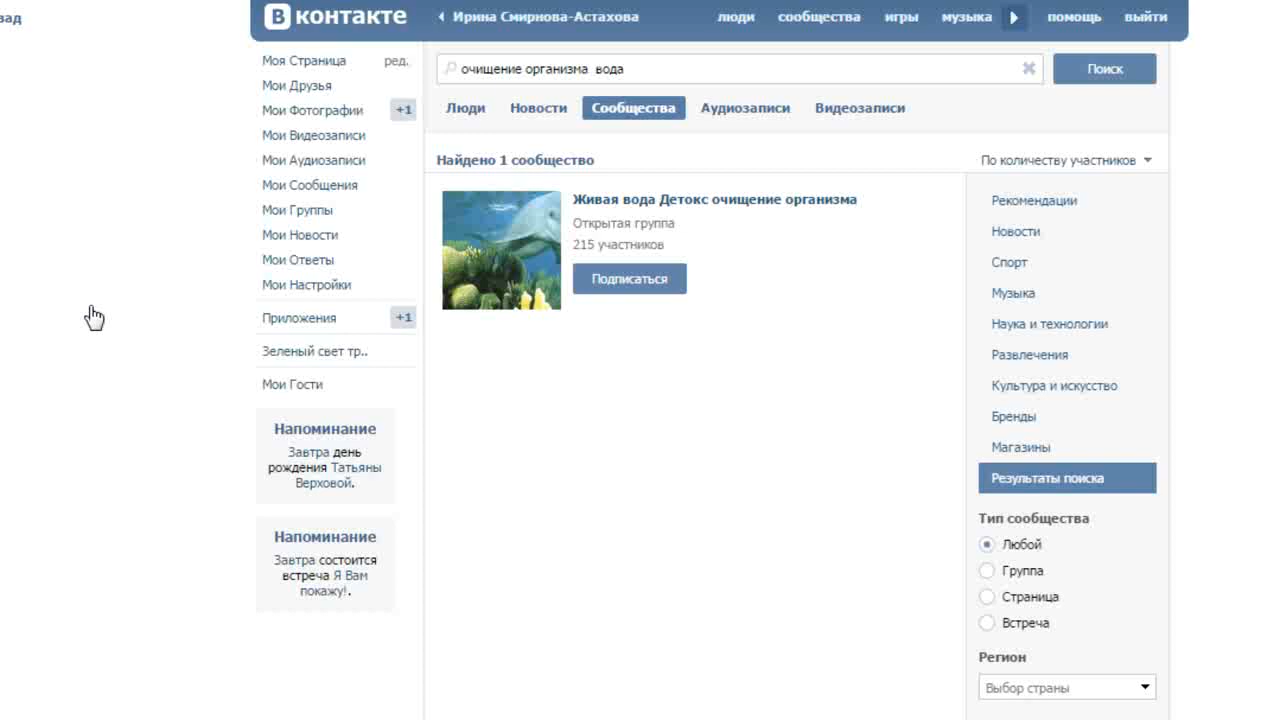 зад
В контакте
Ирина Смирнова-Астахова
люди
сообщества
игры
музыка
помощь
выйти
Моя Страница
ред.
Мои Друзья
Мои Фотографии
+1
Мои Видеозаписи
Мои Аудиозаписи
Мои Сообщения
Мои Группы
Мои Новости
Мои Ответы
Мои Настройки
Приложения
+1
Зеленый свет тр..
Мои Гости
Напоминание
Завтра день
рождения Татьяны
Верховой.
Напоминание
Завтра состоится
встреча Я Вам
покажу!.
очищение организма  вода
Поиск
Люди
Новости
Сообщества
Аудиозаписи
Видеозаписи
Найдено 1 сообщество
По количеству участников
Живая вода Детокс очищение организма
Открытая группа
215 участников
Подписаться
Рекомендации
Новости
Спорт
Музыка
Наука и технологии
Развлечения
Культура и искусство
Бренды
Магазины
Результаты поиска
Тип сообщества
Любой
Группа
Страница
Встреча
Регион
Выбор страны